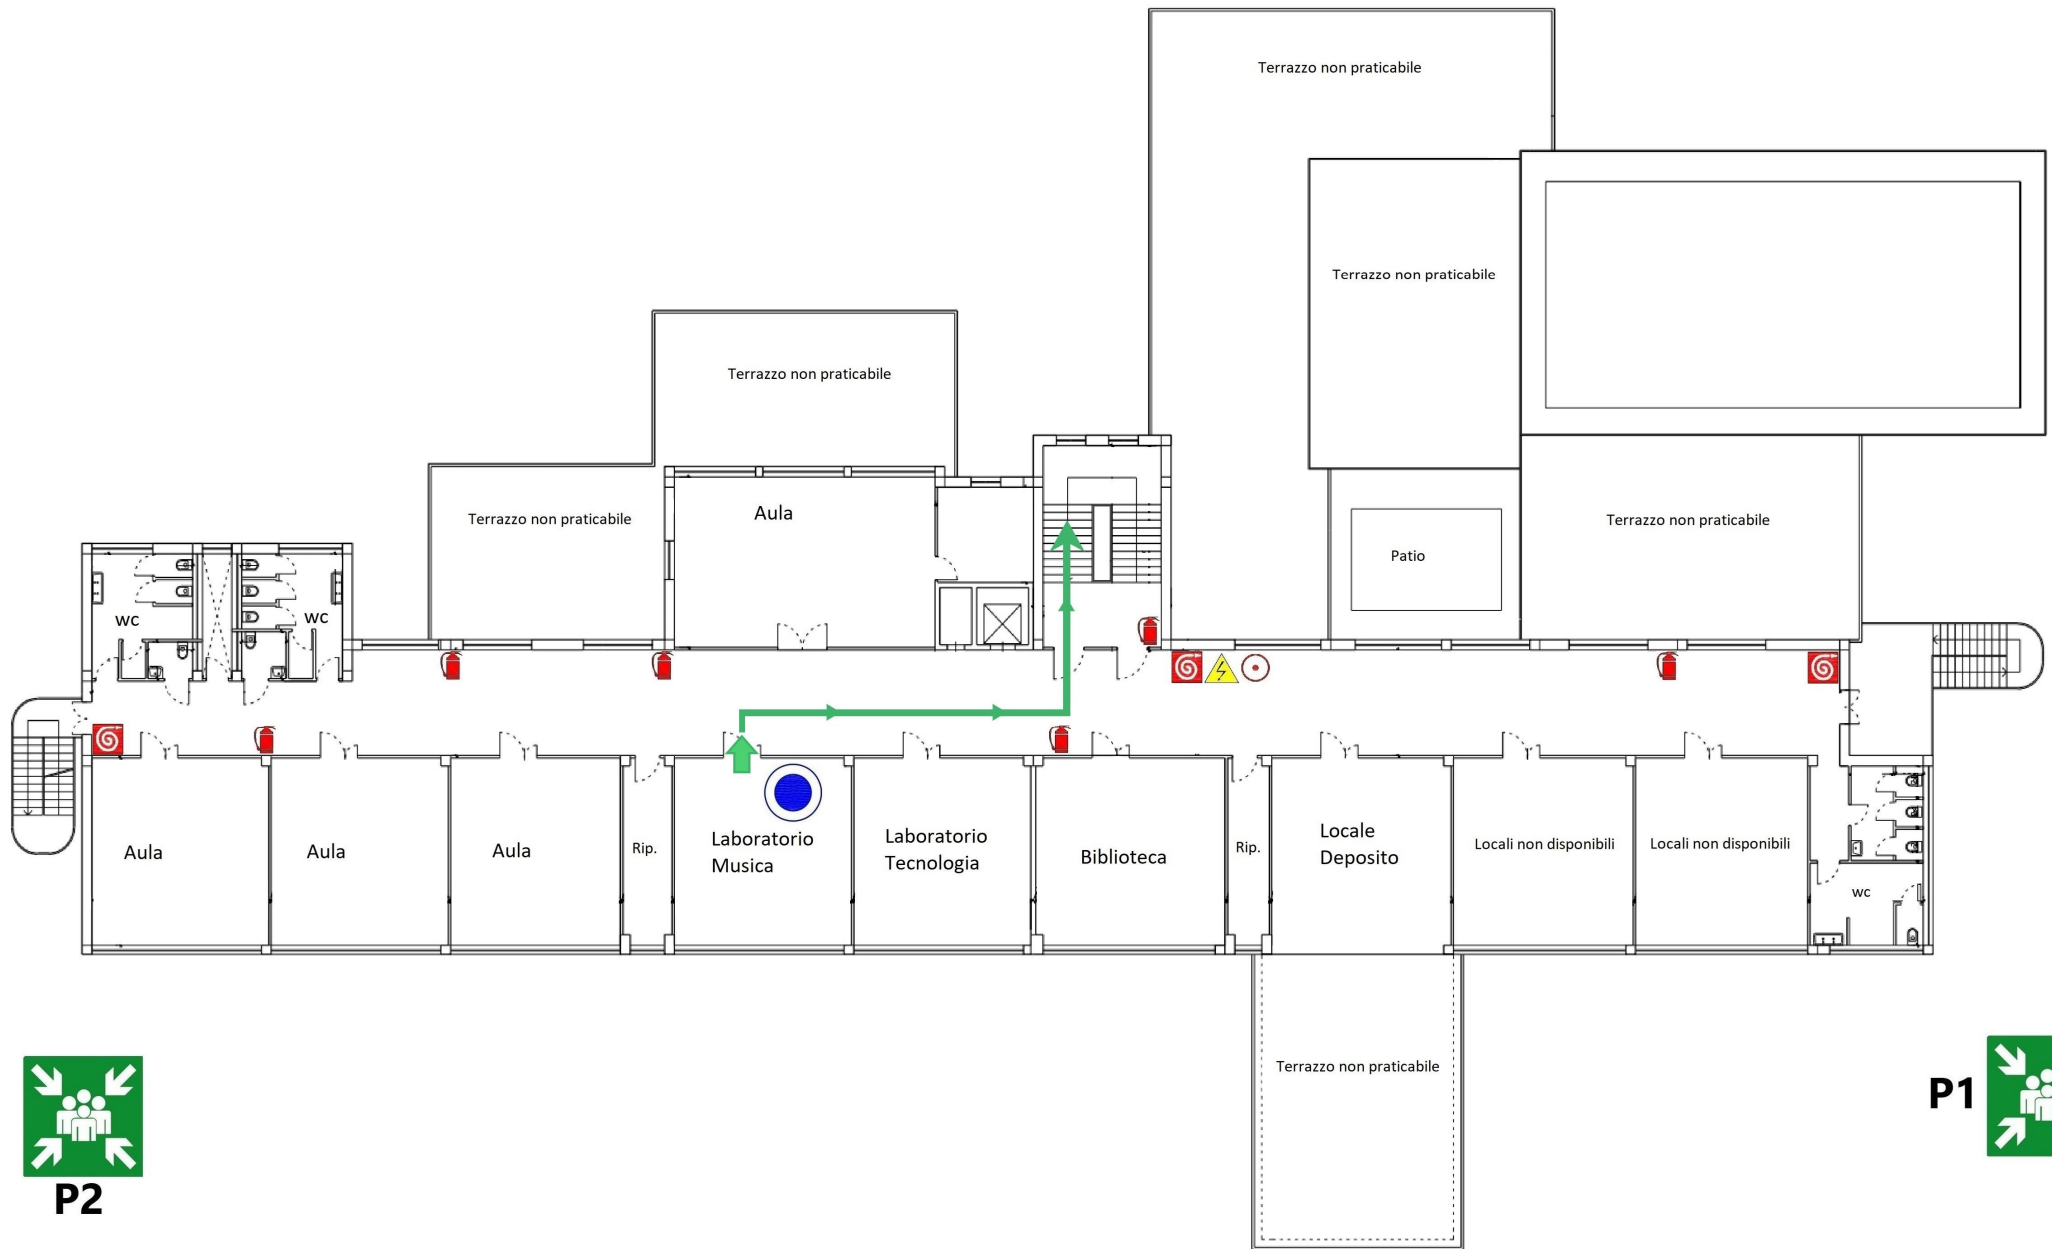 Terrazzo non praticabile
Terrazzo non praticabile
Terrazzo non praticabile
Terrazzo non praticabile
Aula
Terrazzo non praticabile
Patio
wc
wc
Aula
Aula
Aula
Rip.
Laboratorio
Musica
Laboratorio
Tecnologia
Biblioteca
Rip.
Locale
Deposito
Locali non disponibili
Locali non disponibili
wc
Terrazzo non praticabile
P1
P2